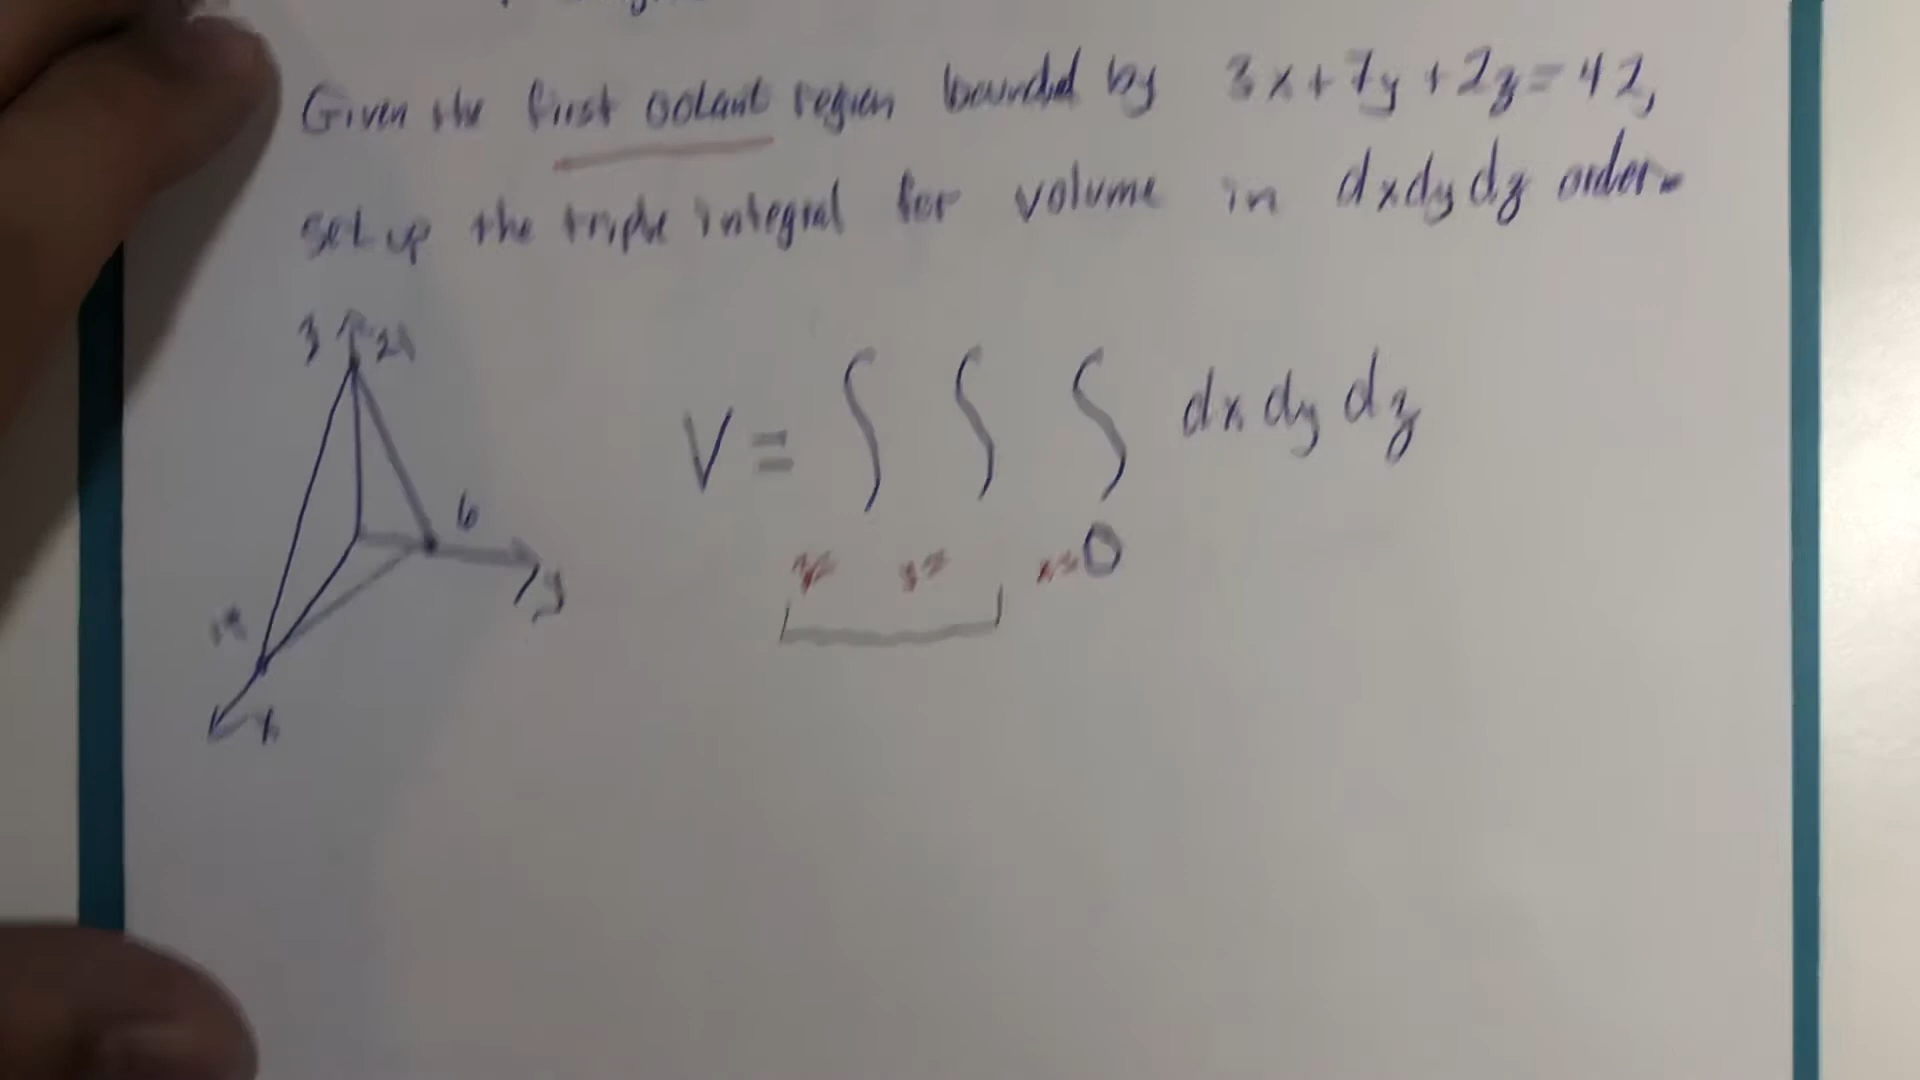 Given the first octant region bounded by 3x+7y+2z=42,
set up the triple integral for volume in dxdydz order.
z 21
V = ∫ ∫ ∫ dx dy dz
6
z= y= x=0
y
14
x